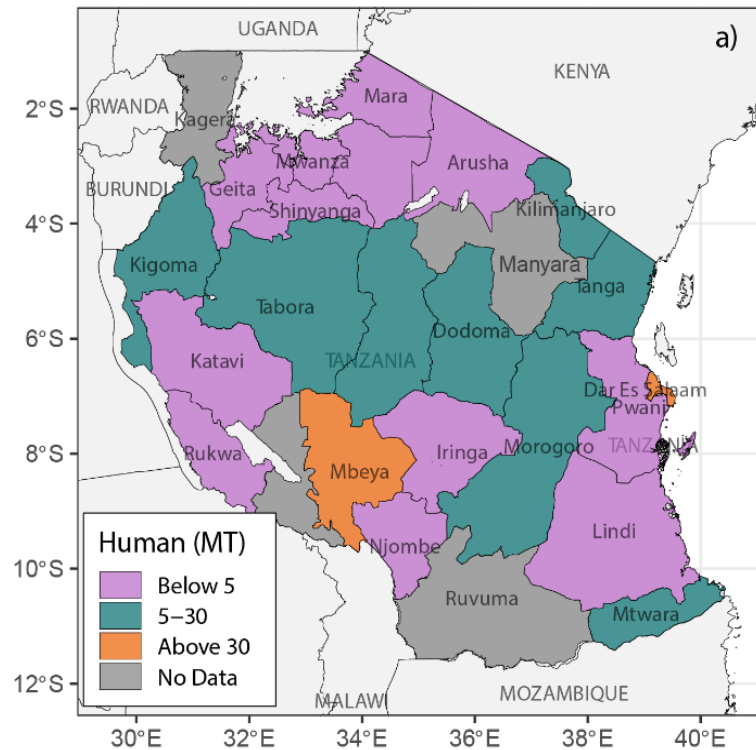 UGANDA
a)
KENYA
2°S
RWANDA
Kagera
Mara
Mwanza
Arusha
BURUNDI
Geita
4°S
Shinyanga
Kilimanjaro
Kigoma
Manyara
Tabora
Tanga
6°S
Dodoma
Katavi
TANZANIA
Dar Es Salaam
Pwani
8°S
Rukwa
Mbeya
Iringa
Morogoro
TANZANIA
Human (MT)
Below 5
5–30
Above 30
No Data
Lindi
10°S
Njombe
Ruvuma
Mtwara
12°S
MALAWI
MOZAMBIQUE
30°E 32°E 34°E 36°E 38°E 40°E